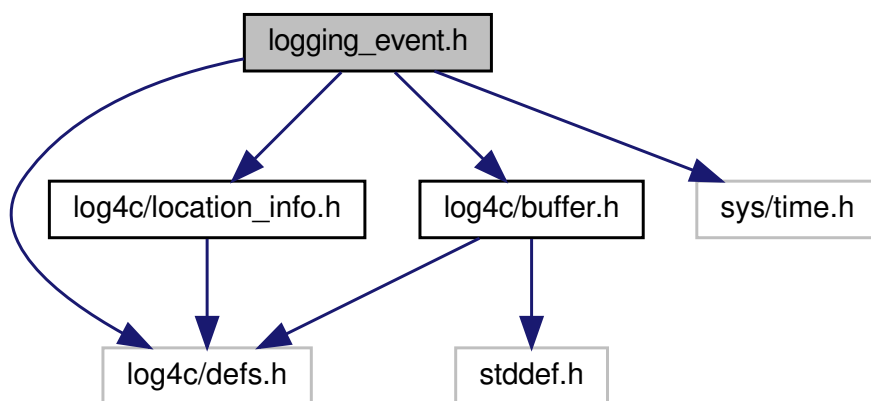 logging_event.h
log4c/location_info.h
log4c/buffer.h
sys/time.h
log4c/defs.h
stddef.h